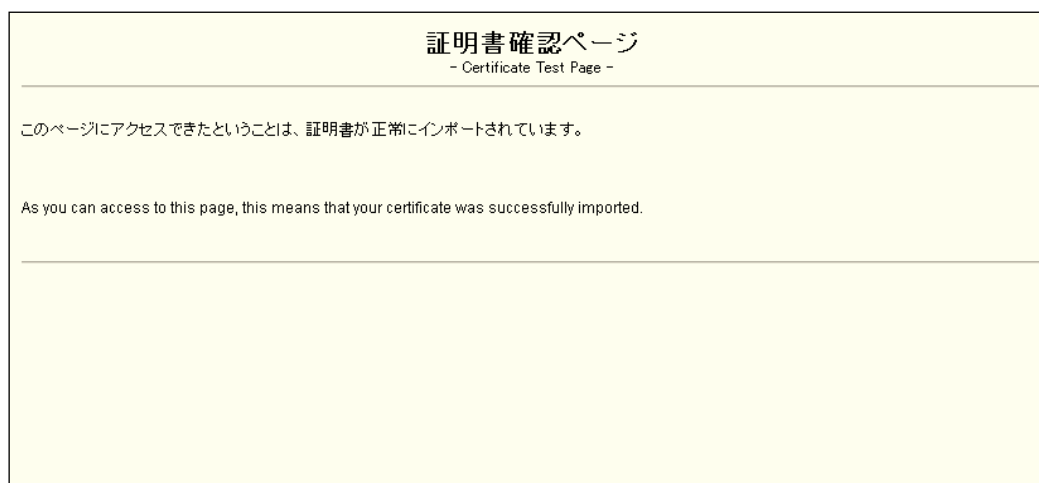 証明書確認ページ
- Certificate Test Page -
このページにアクセスできたということは、証明書が正常にインポートされています。
As you can access to this page, this means that your certificate was successfully imported.